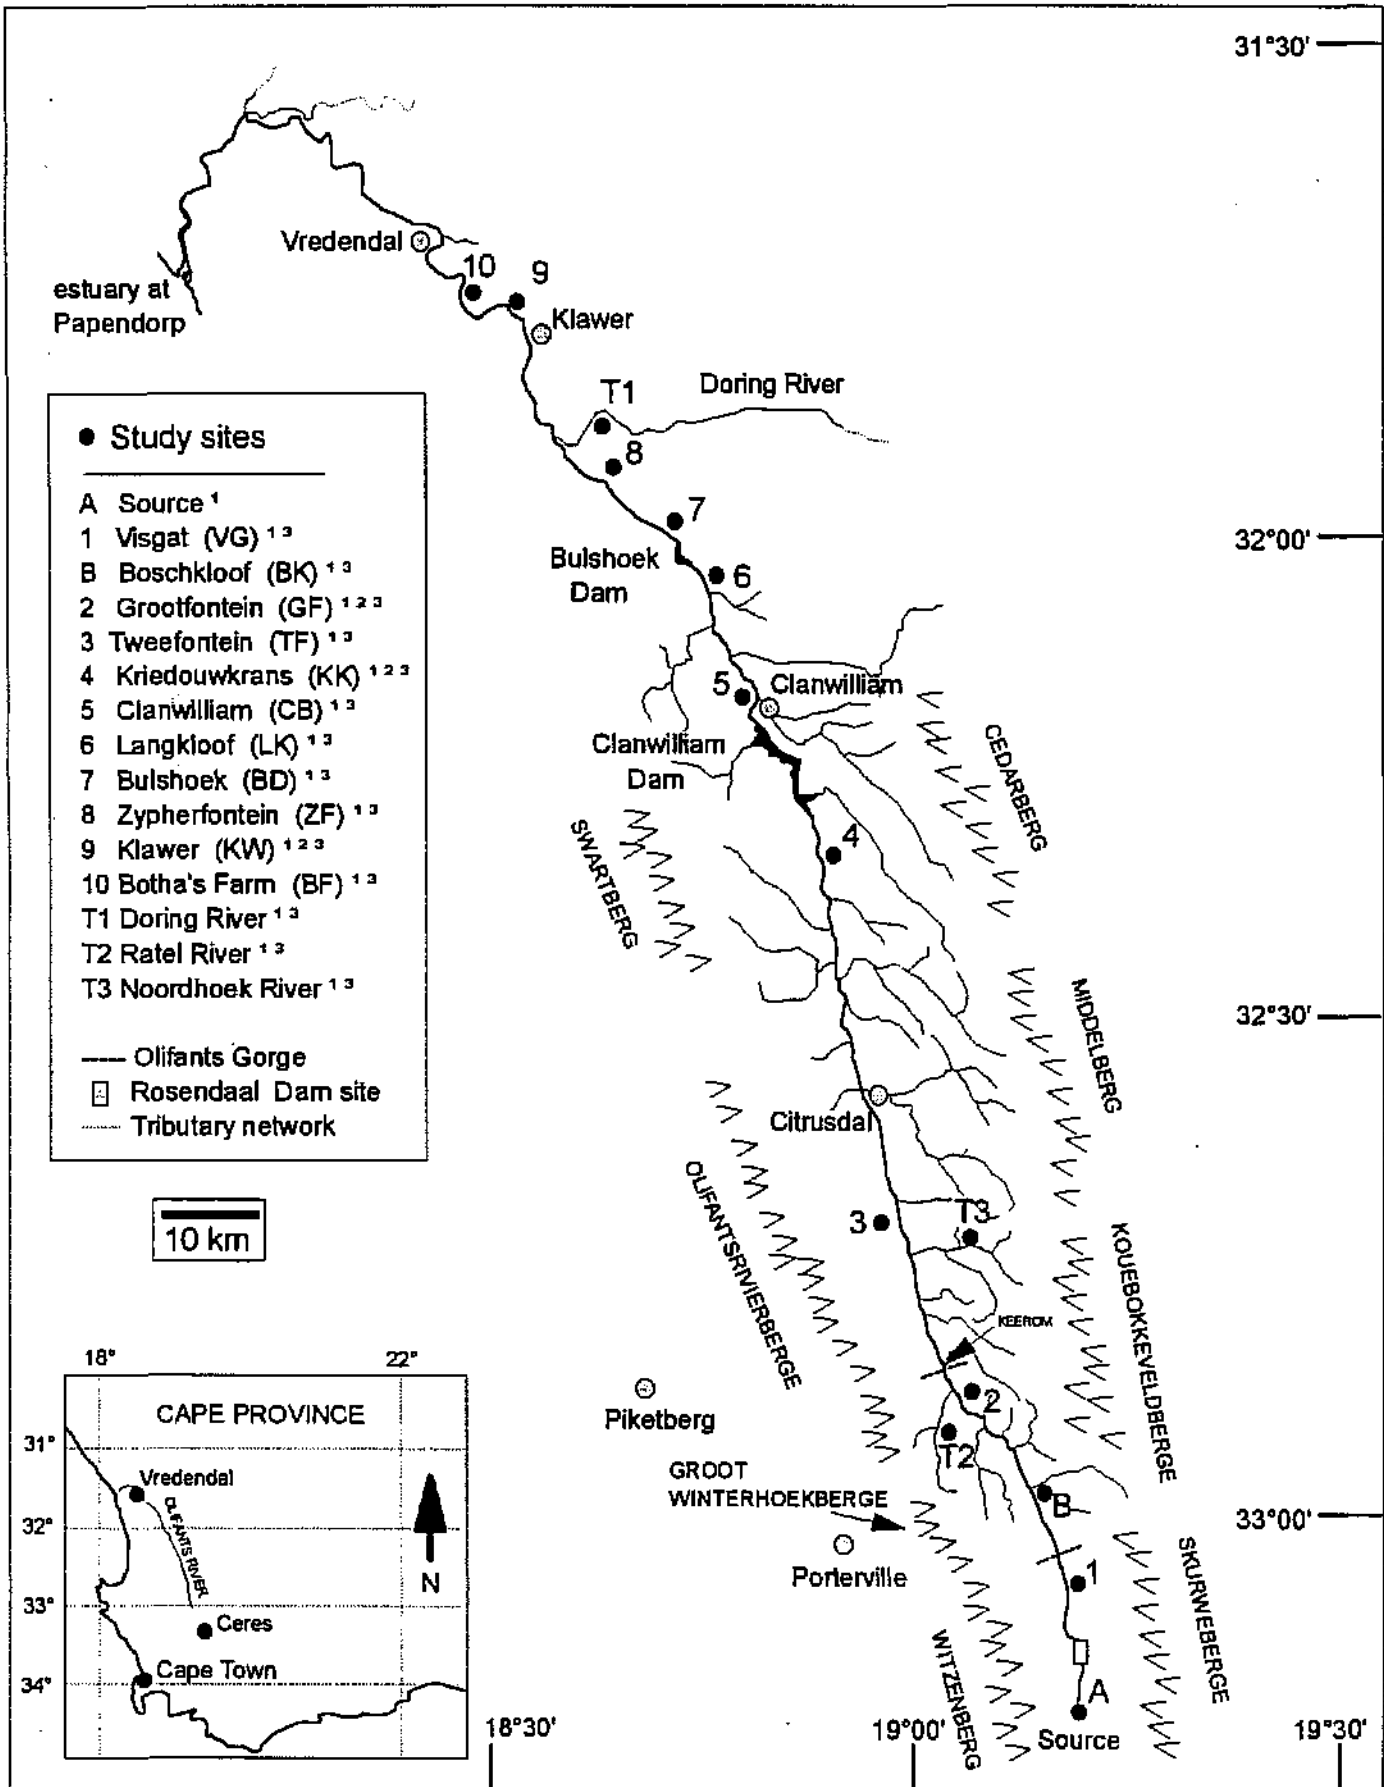 31°30'
Vredendal
10
9
estuary at
Papendorp
Klawer
T1
Doring River
8
7
Bulshoek
Dam
6
32°00'
● Study sites
A Source ¹
1 Visgat (VG) ¹ ³
B Boschkloof (BK) ¹ ³
2 Grootfontein (GF) ¹ ² ³
3 Tweefontein (TF) ¹ ³
4 Kriedouwkrans (KK) ¹ ² ³
5 Clanwilliam (CB) ¹ ³
6 Langkloof (LK) ¹ ³
7 Bulshoek (BD) ¹ ³
8 Zypherfontein (ZF) ¹ ³
9 Klawer (KW) ¹ ² ³
10 Botha's Farm (BF) ¹ ³
T1 Doring River ¹ ³
T2 Ratel River ¹ ³
T3 Noordhoek River ¹ ³
Olifants Gorge
Rosendaal Dam site
Tributary network
10 km
5
Clanwilliam
Clanwilliam
Dam
CEDARBERG
4
SWARTBERG
MIDDELBERG
32°30'
Citrusdal
OLIFANTSRIVIERBERGE
3
T3
KOUEBOKKEVELDBERGE
KEEROM
2
Piketberg
T2
GROOT
WINTERHOEKBERGE
B
33°00'
Porterville
1
SKURWEBERGE
WITZENBERG
A
Source
18°30'
19°00'
19°30'
18°
22°
CAPE PROVINCE
31°
Vredendal
OLIFANTS RIVER
32°
N
33°
Ceres
Cape Town
34°